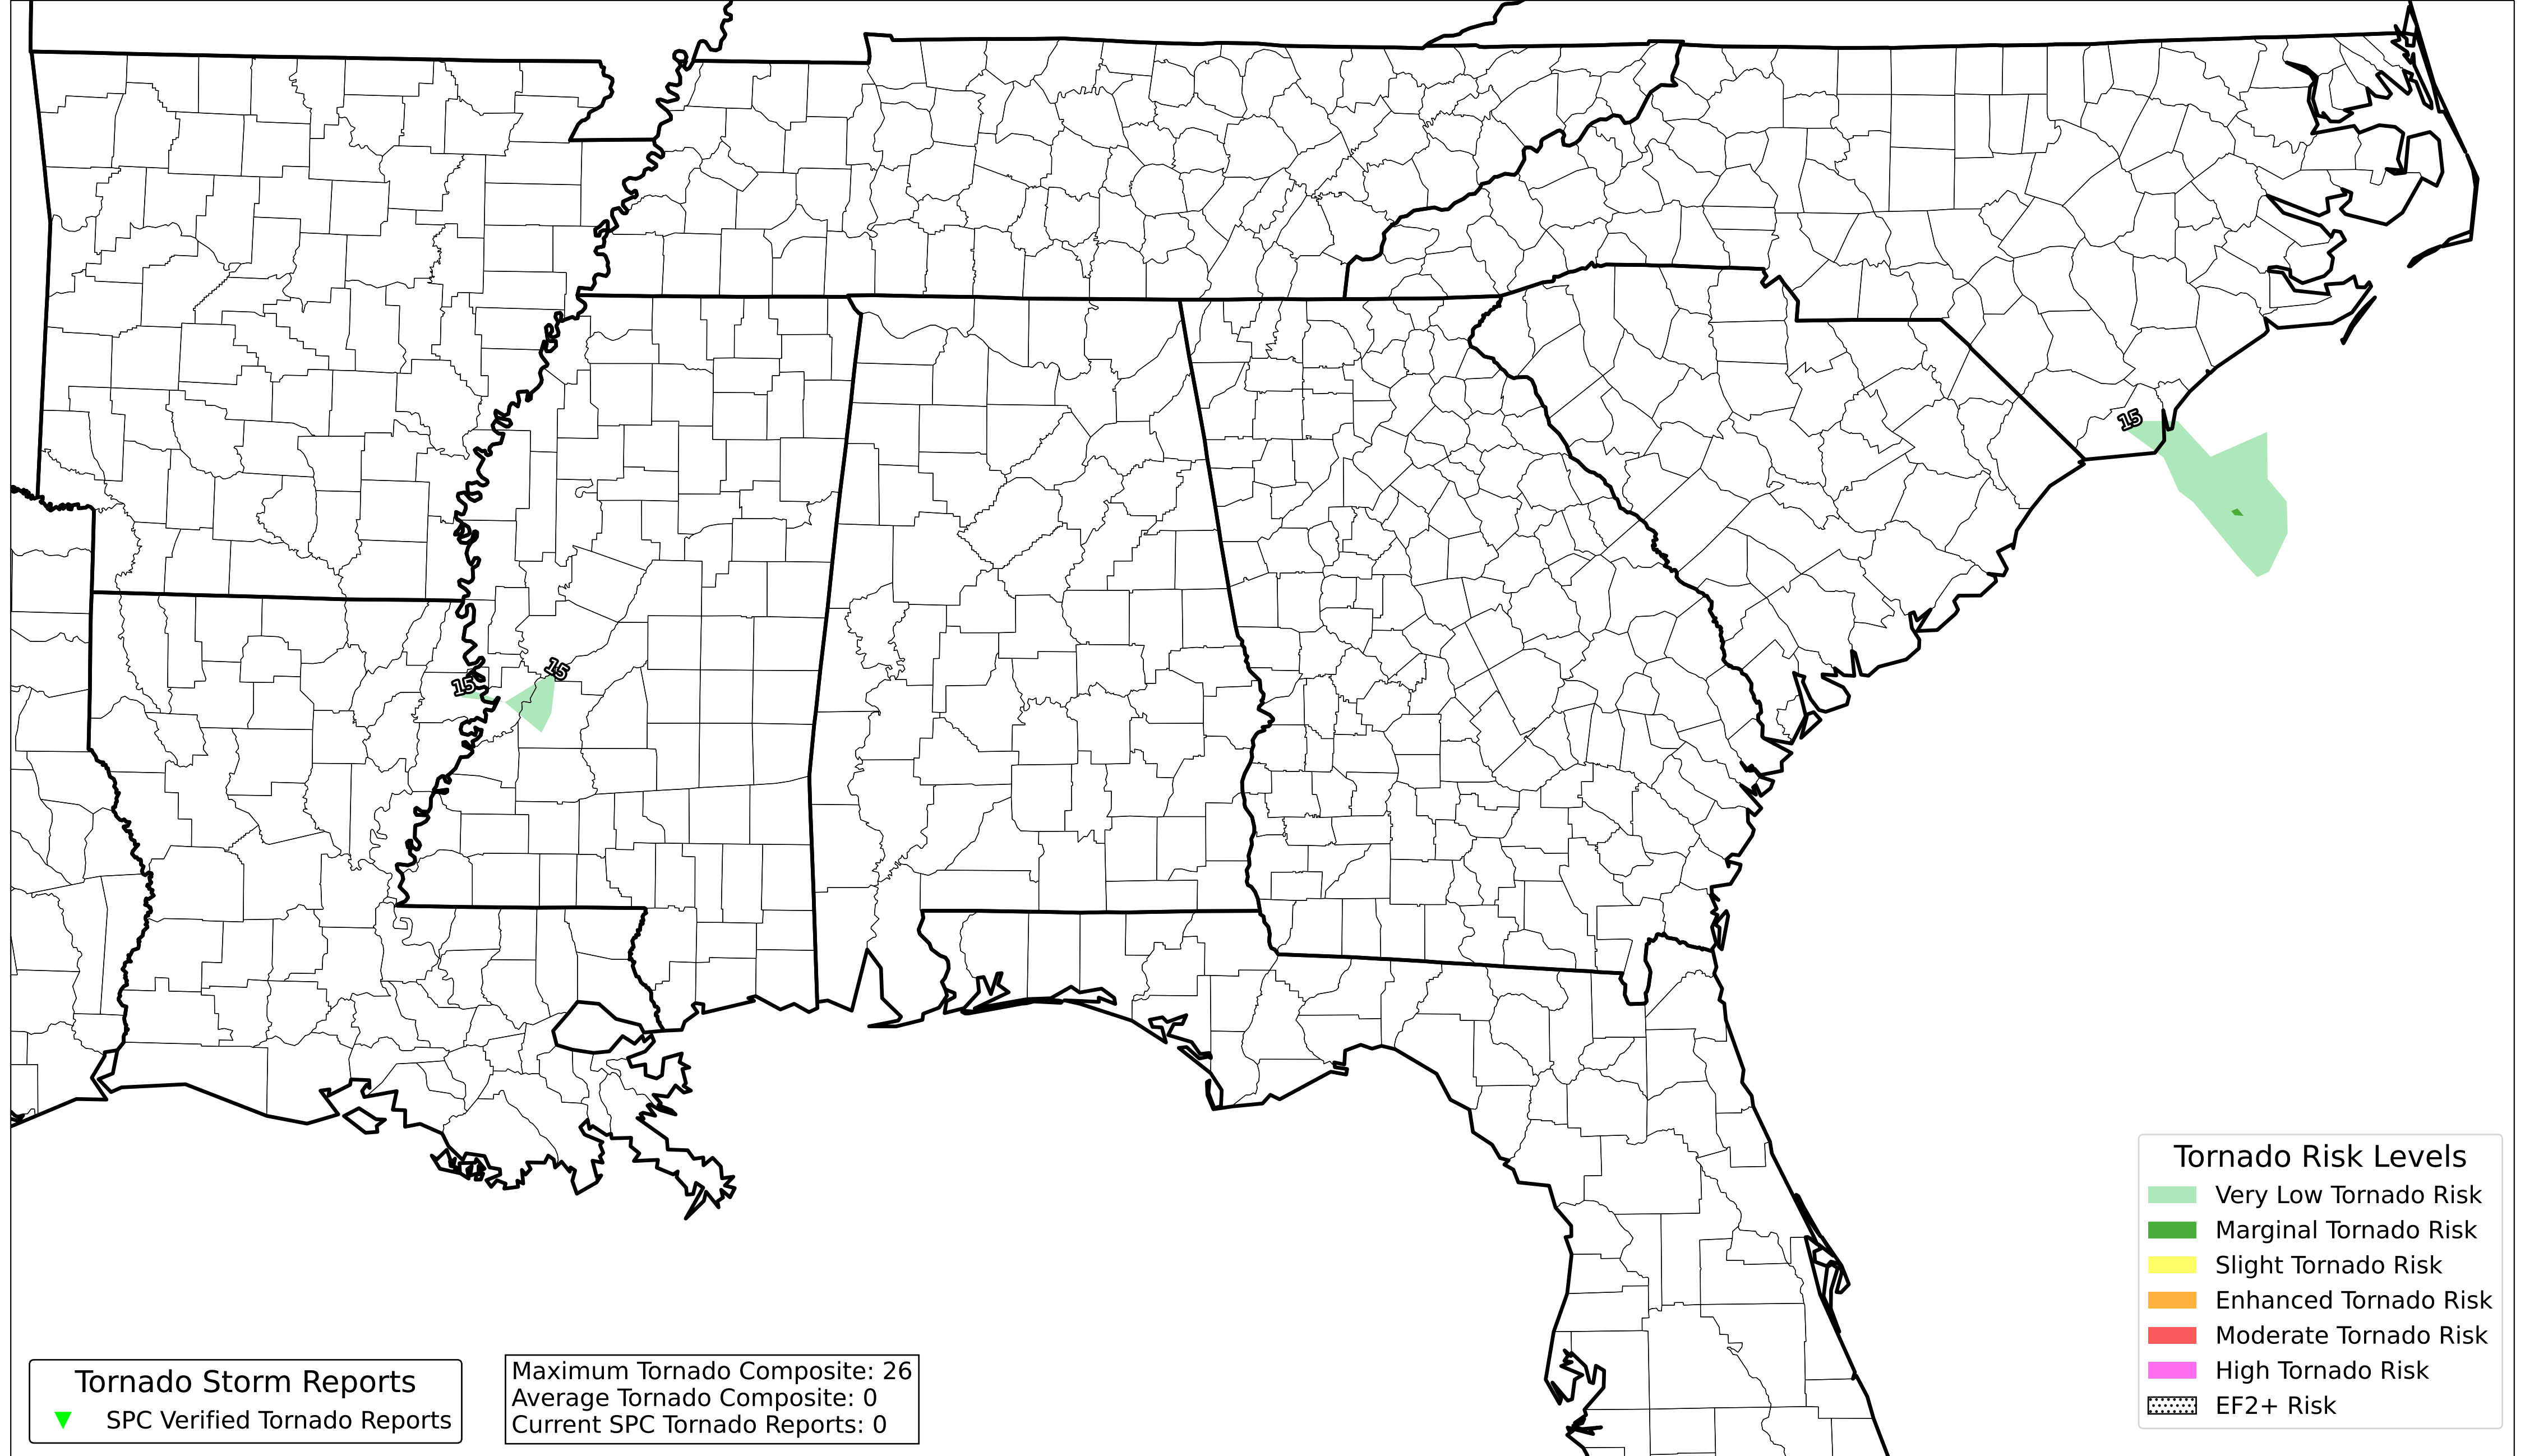 15
15
15
Tornado Risk Levels
Very Low Tornado Risk
Marginal Tornado Risk
Slight Tornado Risk
Enhanced Tornado Risk
Moderate Tornado Risk
High Tornado Risk
EF2+ Risk
Tornado Storm Reports
SPC Verified Tornado Reports
Maximum Tornado Composite: 26
Average Tornado Composite: 0
Current SPC Tornado Reports: 0